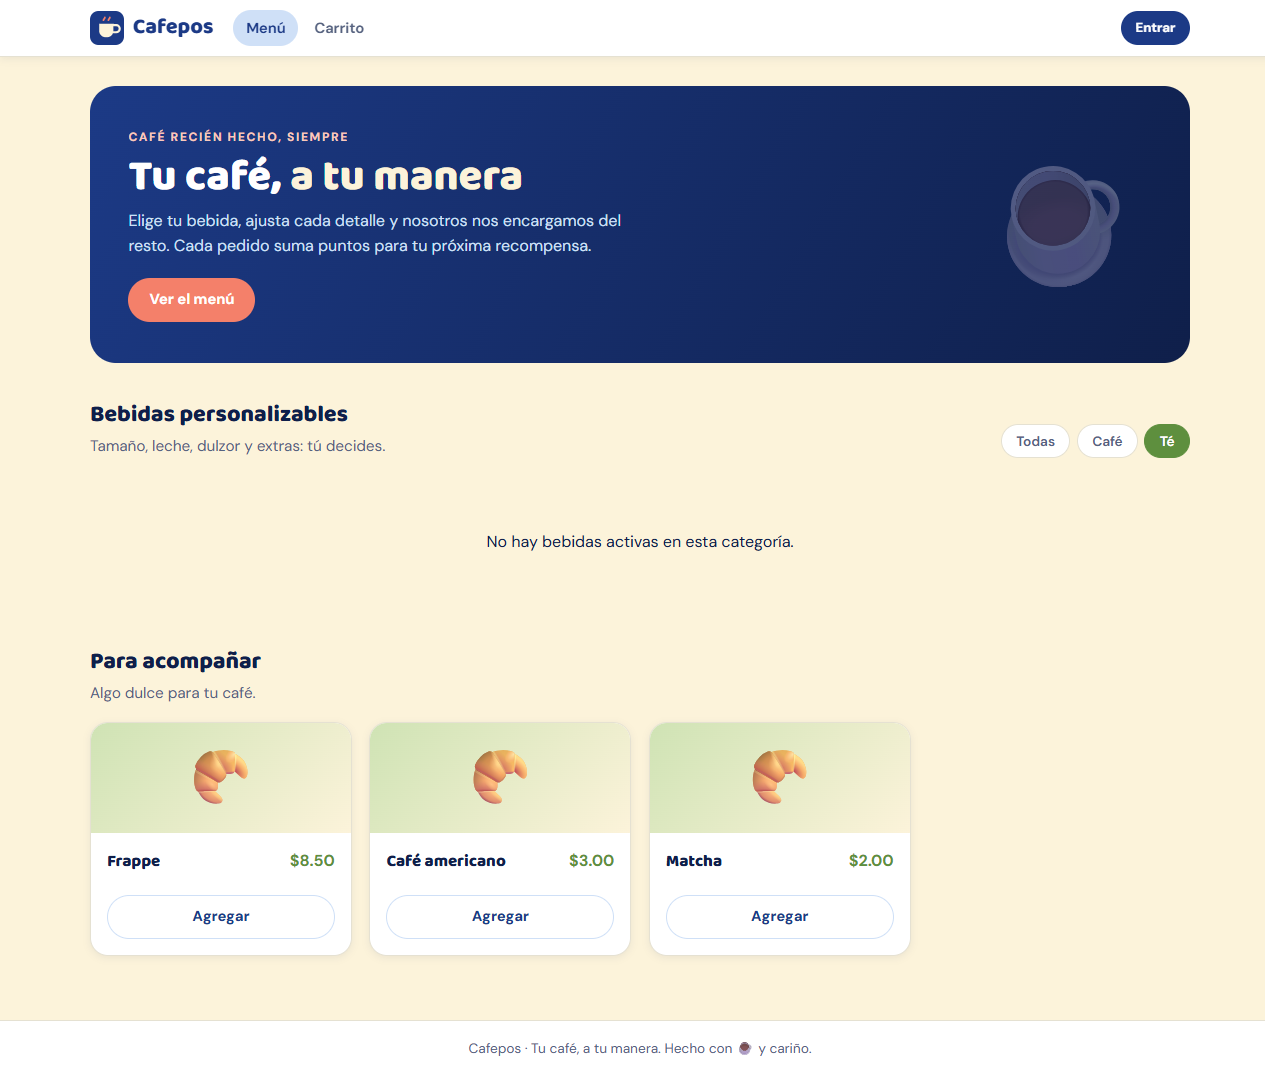 Cafepos
Menú
Carrito
Entrar
CAFÉ RECIÉN HECHO, SIEMPRE
Tu café, a tu manera
Elige tu bebida, ajusta cada detalle y nosotros nos encargamos del
resto. Cada pedido suma puntos para tu próxima recompensa.
Ver el menú
Bebidas personalizables
Tamaño, leche, dulzor y extras: tú decides.
Todas
Café
Té
No hay bebidas activas en esta categoría.
Para acompañar
Algo dulce para tu café.
Frappe $8.50
Agregar
Café americano $3.00
Agregar
Matcha $2.00
Agregar
Cafepos · Tu café, a tu manera. Hecho con y cariño.